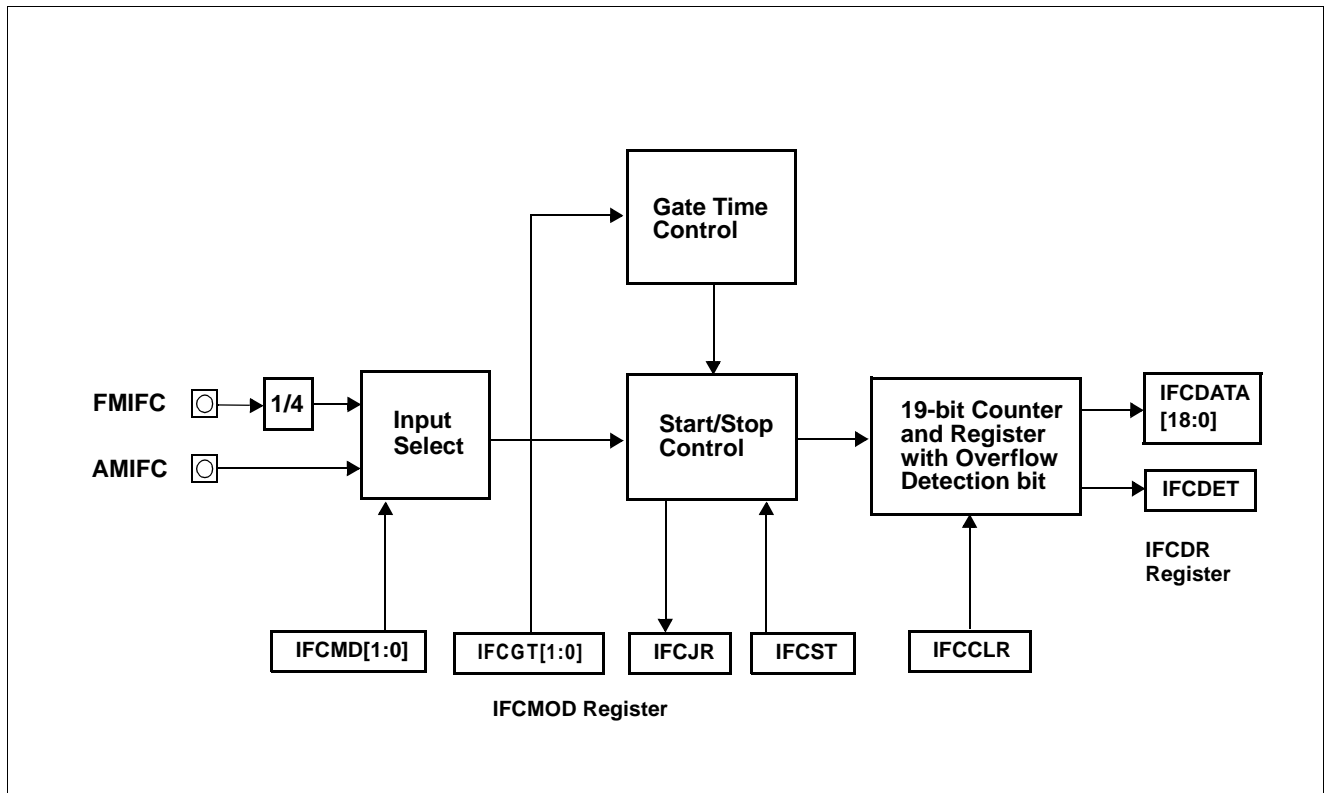 Gate Time
Control
FMIFC
1/4
AMIFC
Input
Select
Start/Stop
Control
19-bit Counter
and Register
with Overflow
Detection bit
IFCDATA
[18:0]
IFCDET
IFCDR
Register
IFCMD[1:0]
IFCGT[1:0]
IFCJR
IFCST
IFCCLR
IFCMOD Register